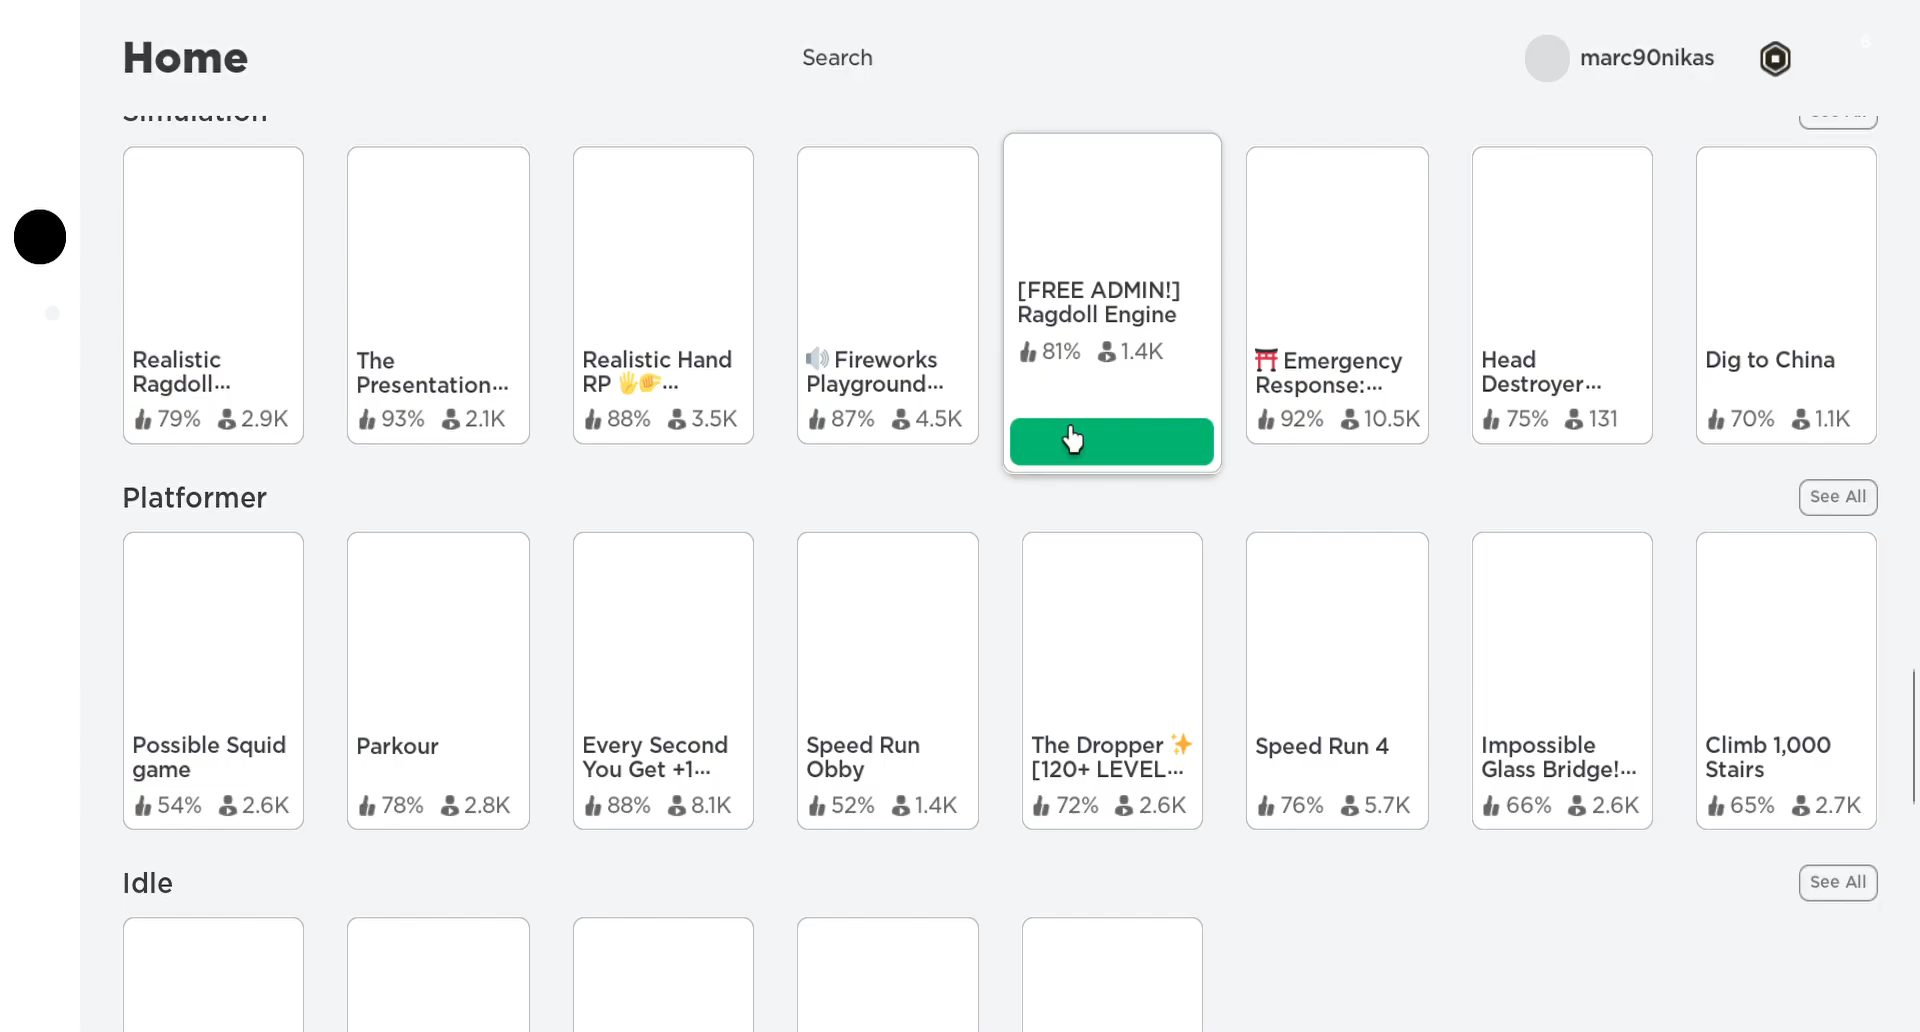 Home
Search
marc90nikas
Simulation
Realistic
Ragdoll...
79% 2.9K
The
Presentation...
93% 2.1K
Realistic Hand
RP 🖐️🫱...
88% 3.5K
🔊 Fireworks
Playground...
87% 4.5K
[FREE ADMIN!]
Ragdoll Engine
81% 1.4K
⛩️ Emergency
Response:...
92% 10.5K
Head
Destroyer...
75% 131
Dig to China
70% 1.1K
Platformer
See All
Possible Squid
game
54% 2.6K
Parkour
78% 2.8K
Every Second
You Get +1...
88% 8.1K
Speed Run
Obby
52% 1.4K
The Dropper ✨
[120+ LEVEL...
72% 2.6K
Speed Run 4
76% 5.7K
Impossible
Glass Bridge!...
66% 2.6K
Climb 1,000
Stairs
65% 2.7K
Idle
See All